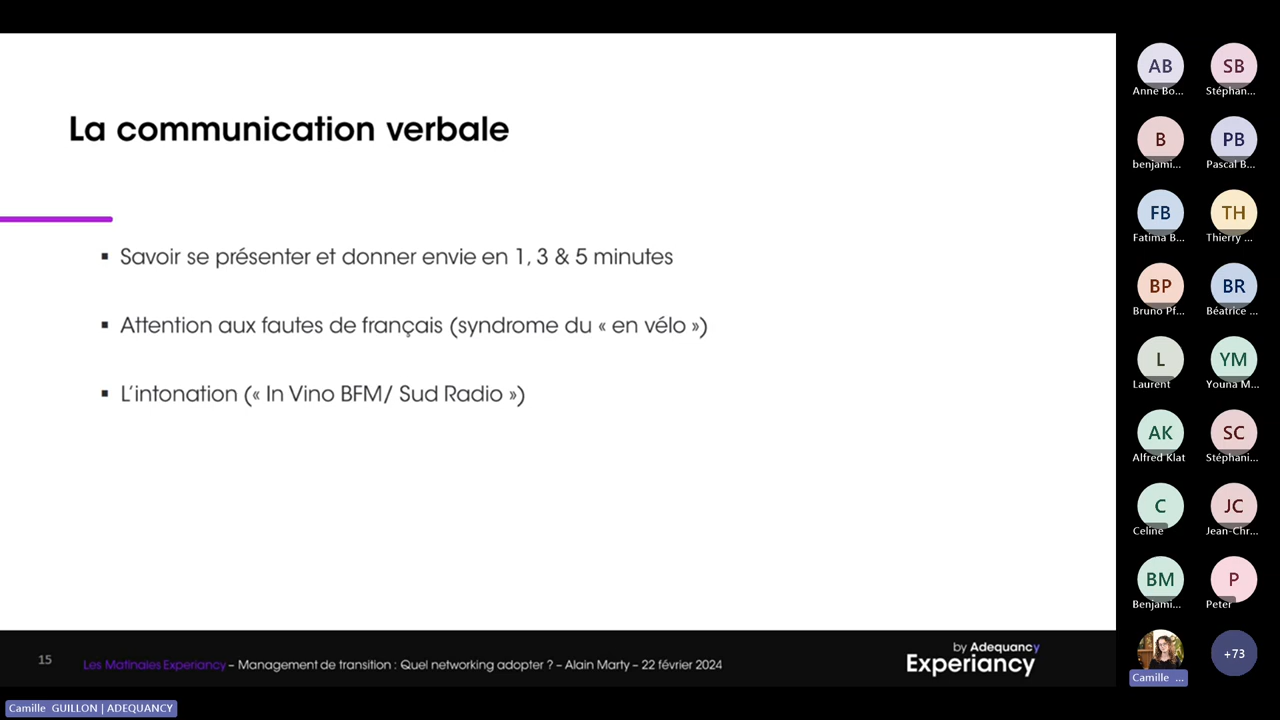 La communication verbale
▪ Savoir se présenter et donner envie en 1, 3 & 5 minutes
▪ Attention aux fautes de français (syndrome du « en vélo »)
▪ L'intonation (« In Vino BFM/ Sud Radio »)
15
Les Matinales Experiancy – Management de transition : Quel networking adopter ? – Alain Marty – 22 février 2024
by Adequancy
Experiancy
Camille GUILLON | ADEQUANCY
AB
Anne Bo...
SB
Stéphan...
B
benjami...
PB
Pascal B...
FB
Fatima B...
TH
Thierry ...
BP
Bruno Pf...
BR
Béatrice ...
L
Laurent
YM
Youna M...
AK
Alfred Klat
SC
Stéphani...
C
Celine
JC
Jean-Chr...
BM
Benjami...
P
Peter
Camille ...
+73